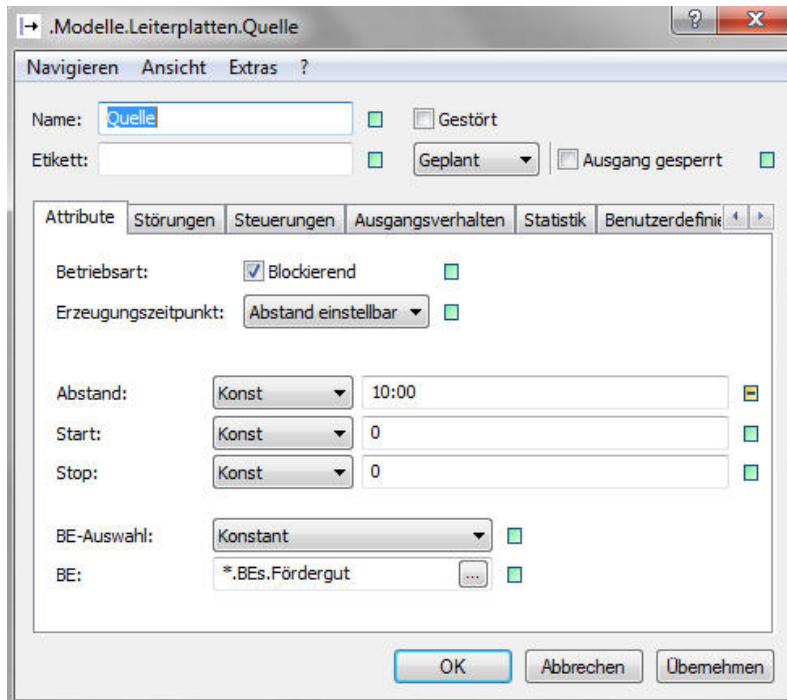 .Modelle.Leiterplatten.Quelle
Navigieren Ansicht Extras ?
Name: Quelle Gestört
Etikett: Geplant Ausgang gesperrt
Attribute Störungen Steuerungen Ausgangsverhalten Statistik Benutzerdefinie
Betriebsart: Blockierend
Erzeugungszeitpunkt: Abstand einstellbar
Abstand: Konst 10:00
Start: Konst 0
Stop: Konst 0
BE-Auswahl: Konstant
BE: *.BEs.Fördergut ...
OK Abbrechen Übernehmen